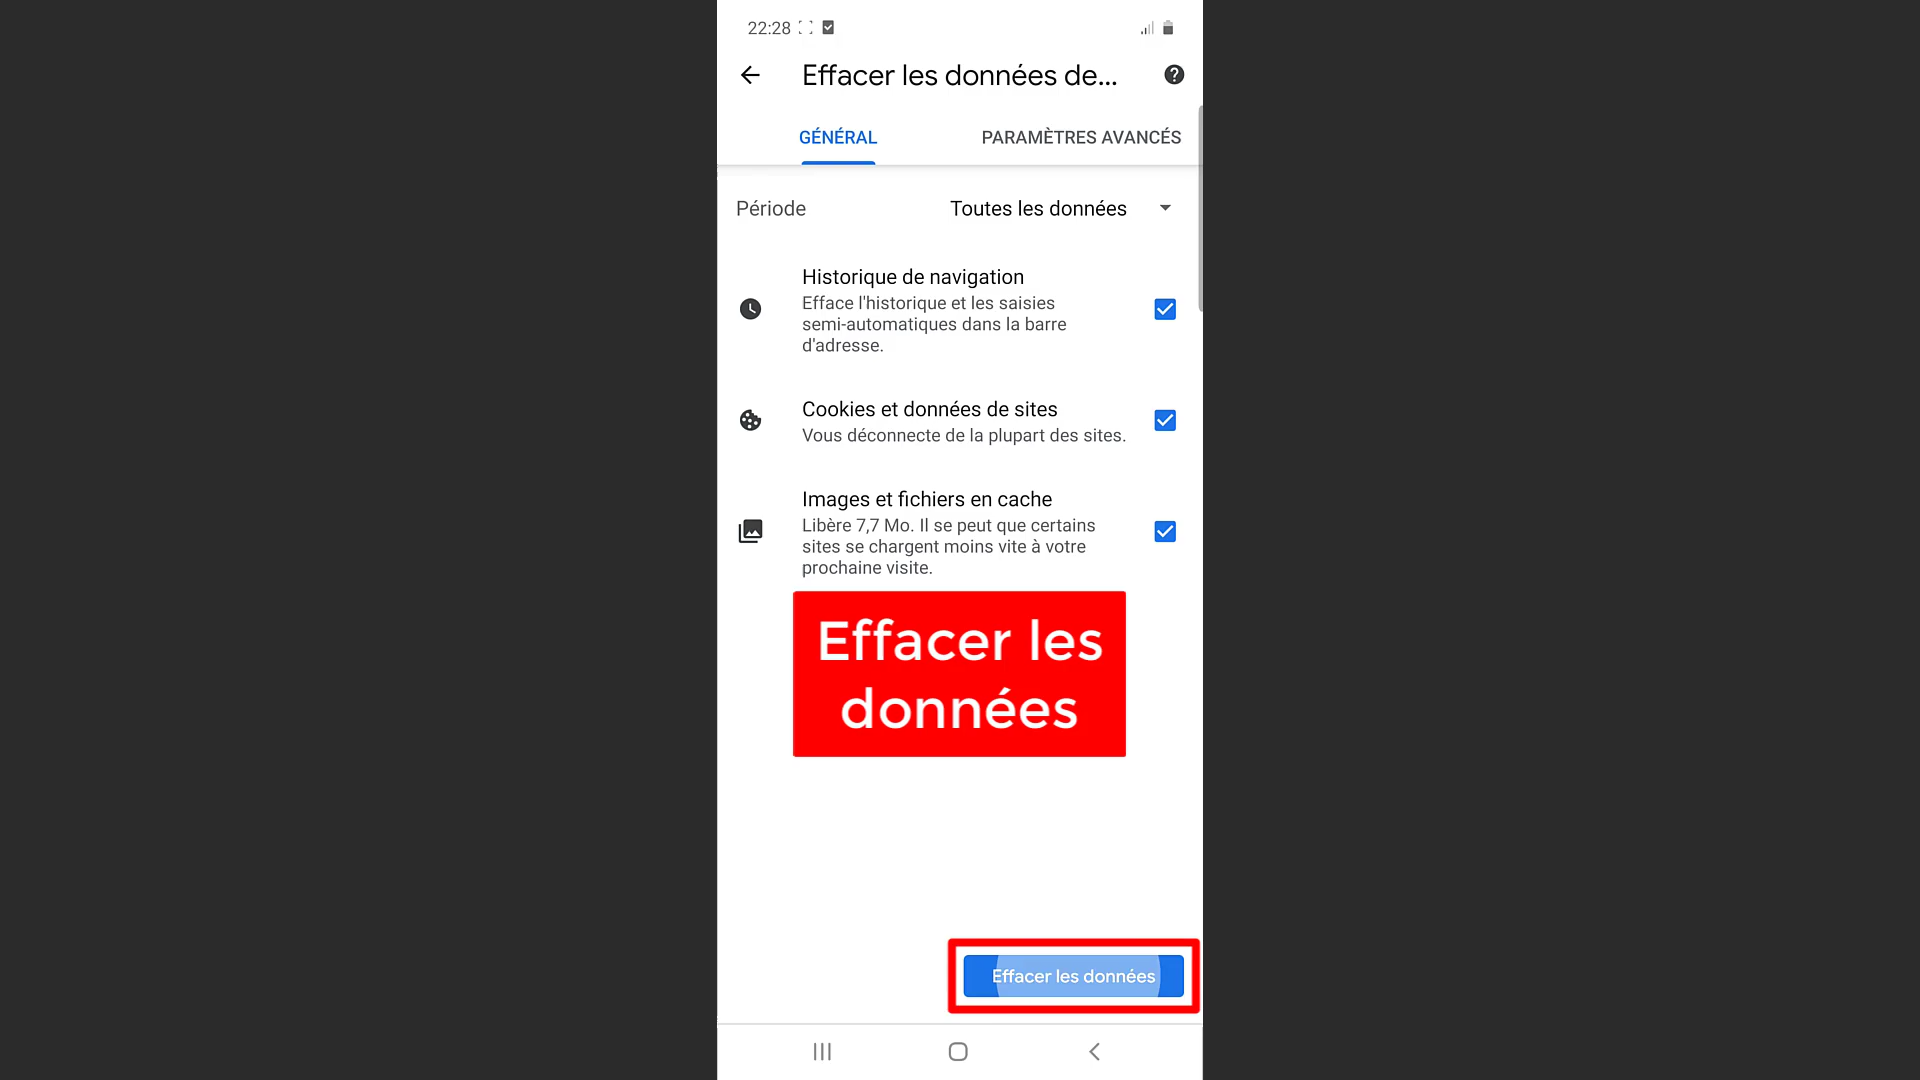 22:28
Effacer les données de...
GÉNÉRAL
PARAMÈTRES AVANCÉS
Période
Toutes les données
Historique de navigation
Efface l'historique et les saisies
semi-automatiques dans la barre
d'adresse.
Cookies et données de sites
Vous déconnecte de la plupart des sites.
Images et fichiers en cache
Libère 7,7 Mo. Il se peut que certains
sites se chargent moins vite à votre
prochaine visite.
Effacer les
données
Effacer les données